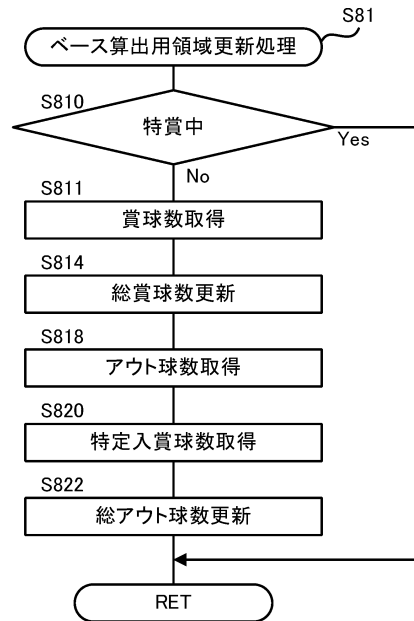 S81
ベース算出用領域更新処理
S810
特賞中
Yes
No
S811
賞球数取得
S814
総賞球数更新
S818
アウト球数取得
S820
特定入賞球数取得
S822
総アウト球数更新
RET